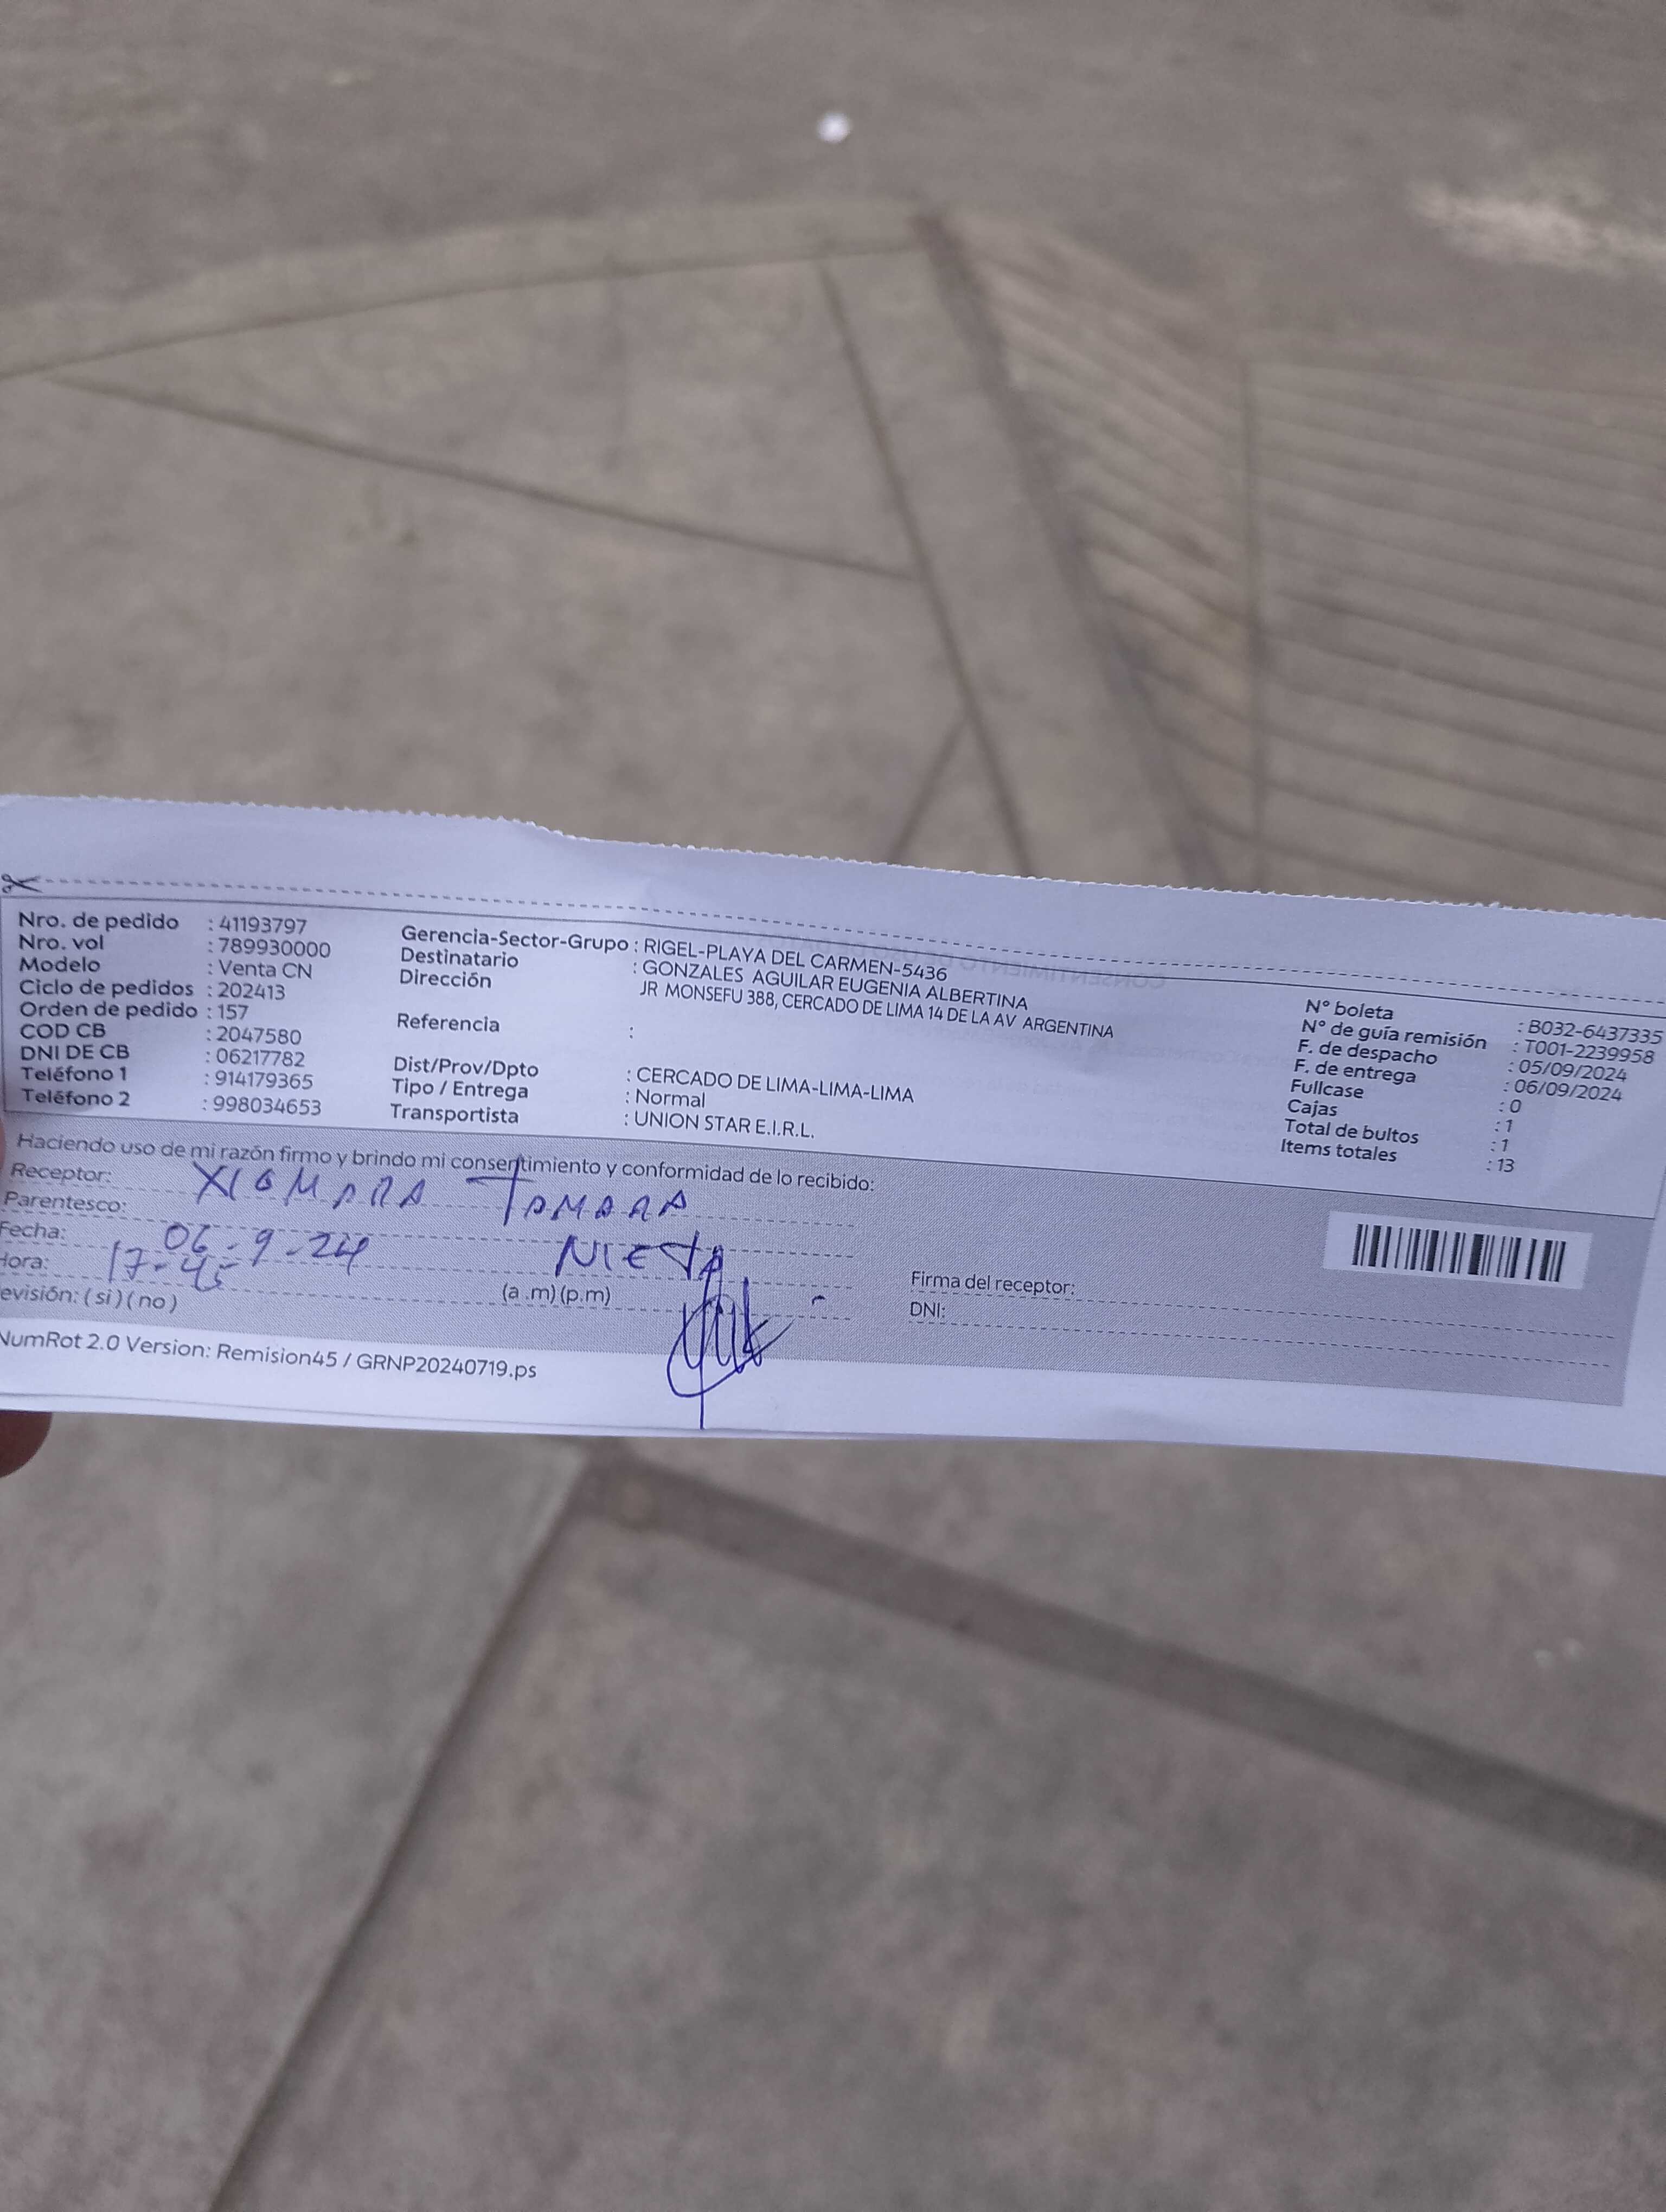 Nro. de pedido : 41193797
Nro. vol : 789930000
Modelo : Venta CN
Ciclo de pedidos : 202413
Orden de pedido : 157
COD CB : 2047580
DNI DE CB : 06217782
Teléfono 1 : 914179365
Teléfono 2 : 998034653
Gerencia-Sector-Grupo : RIGEL-PLAYA DEL CARMEN-5436
Destinatario : GONZALES AGUILAR EUGENIA ALBERTINA
Dirección JR MONSEFU 388, CERCADO DE LIMA 14 DE LA AV ARGENTINA
Referencia :
Dist/Prov/Dpto : CERCADO DE LIMA-LIMA-LIMA
Tipo / Entrega : Normal
Transportista : UNION STAR E.I.R.L.
N° boleta : B032-6437335
N° de guía remisión : T001-2239958
F. de despacho : 05/09/2024
F. de entrega : 06/09/2024
Fullcase : 0
Cajas : 1
Total de bultos : 1
Items totales : 13
Haciendo uso de mi razón firmo y brindo mi consentimiento y conformidad de lo recibido:
Receptor: XIOMARA TAMARA
Parentesco: NIETA
Fecha: 06-9-24
Hora: 17-45 (a .m) (p.m)
evisión: ( si ) ( no )
Firma del receptor:
DNI:
NumRot 2.0 Version: Remision45 / GRNP20240719.ps